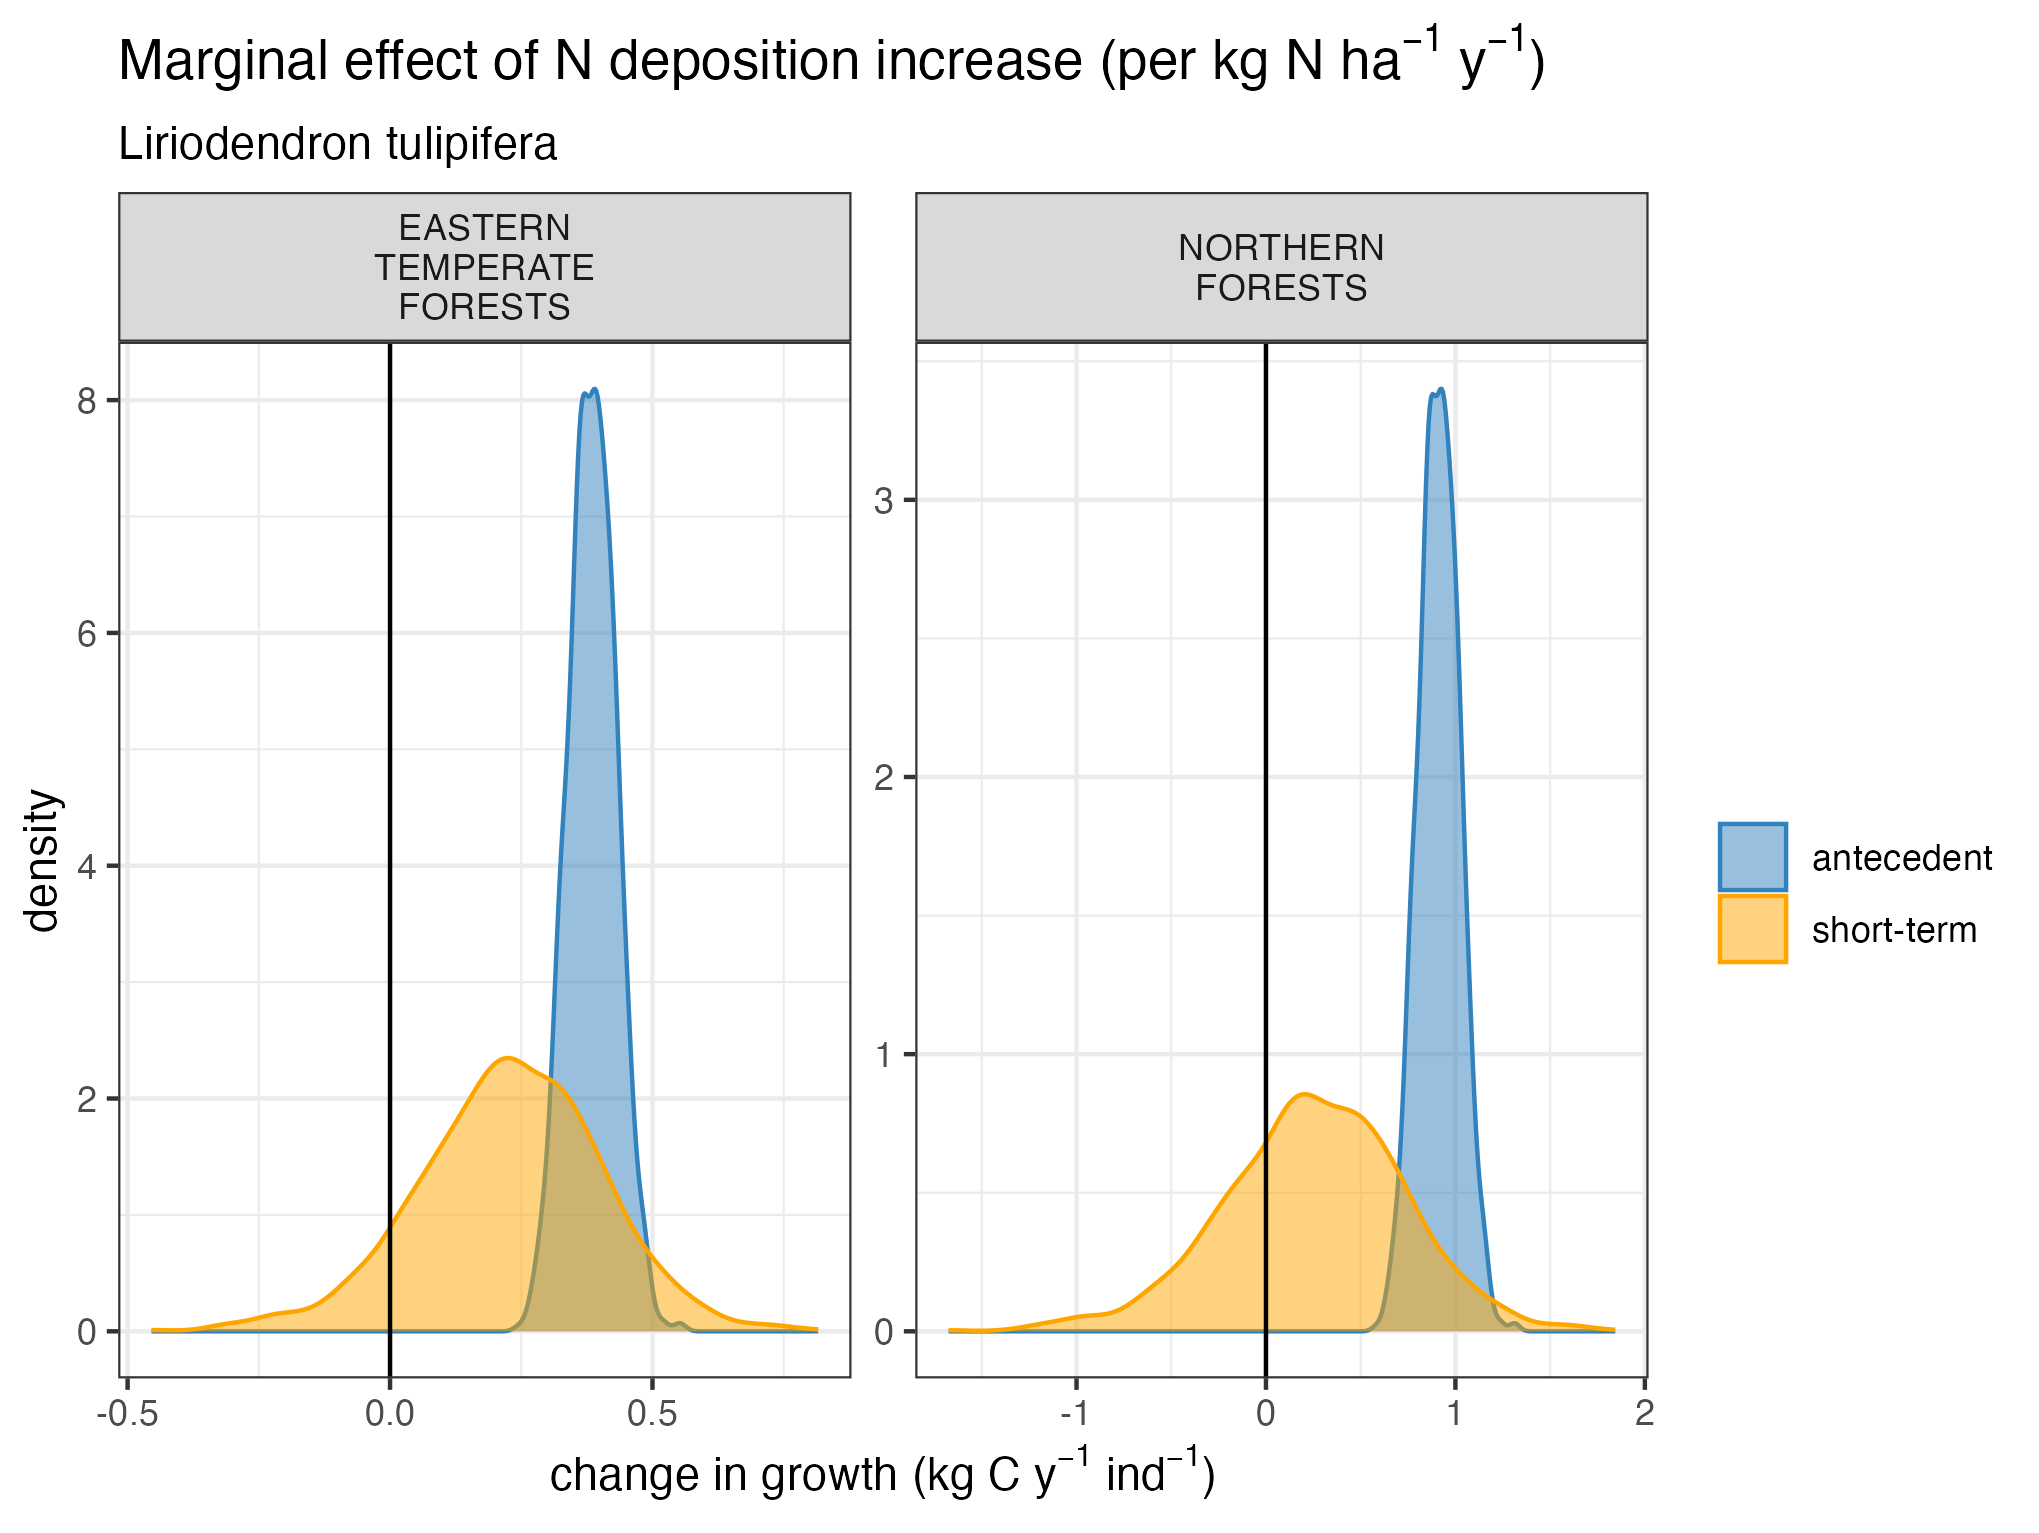 Marginal effect of N deposition increase (per kg N ha⁻¹ y⁻¹)
Liriodendron tulipifera
EASTERN
TEMPERATE
FORESTS
NORTHERN
FORESTS
density
8
6
4
2
0
-0.5 0.0 0.5
3
2
1
0
-1 0 1 2
change in growth (kg C y⁻¹ ind⁻¹)
antecedent
short-term